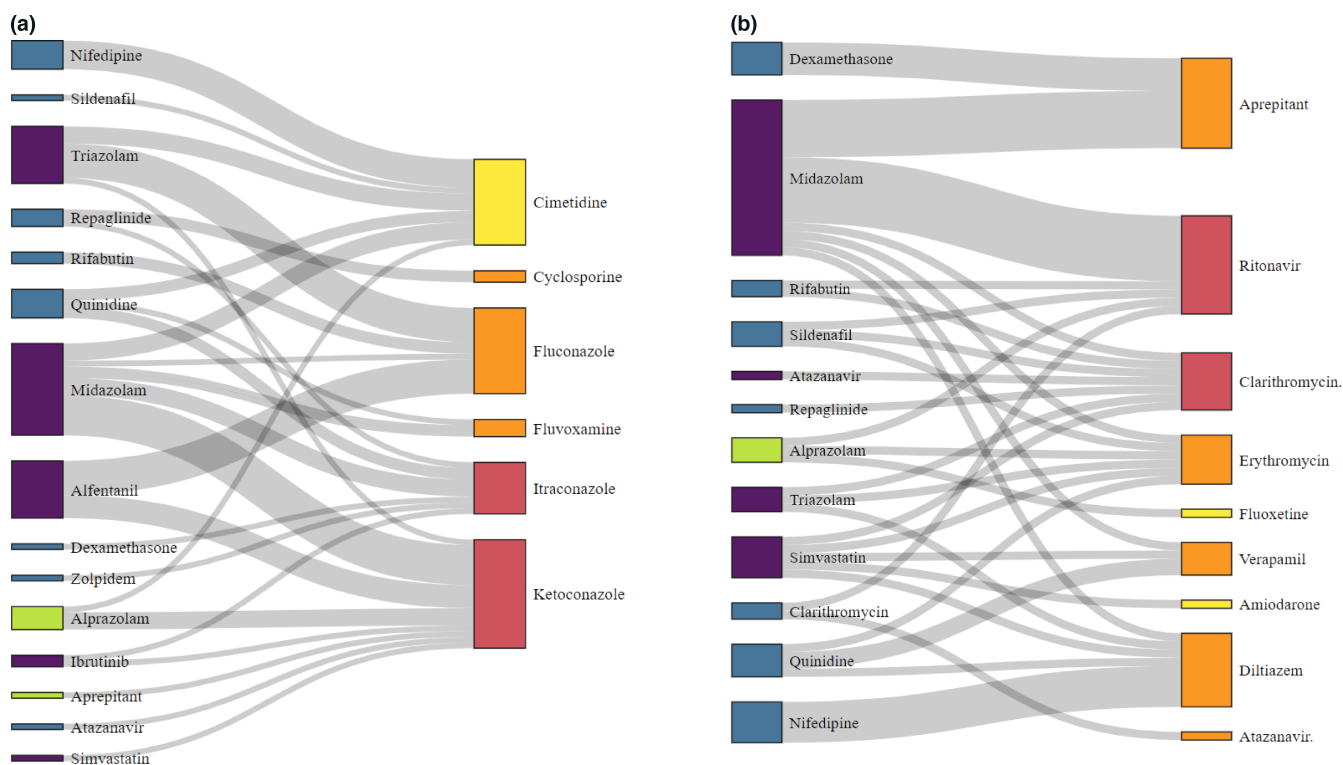 (a)
Nifedipine
Sildenafil
Triazolam
Repaglinide
Rifabutin
Quinidine
Midazolam
Alfentanil
Dexamethasone
Zolpidem
Alprazolam
Ibrutinib
Aprepitant
Atazanavir
Simvastatin
Cimetidine
Cyclosporine
Fluconazole
Fluvoxamine
Itraconazole
Ketoconazole
(b)
Dexamethasone
Midazolam
Rifabutin
Sildenafil
Atazanavir
Repaglinide
Alprazolam
Triazolam
Simvastatin
Clarithromycin
Quinidine
Nifedipine
Aprepitant
Ritonavir
Clarithromycin.
Erythromycin
Fluoxetine
Verapamil
Amiodarone
Diltiazem
Atazanavir.